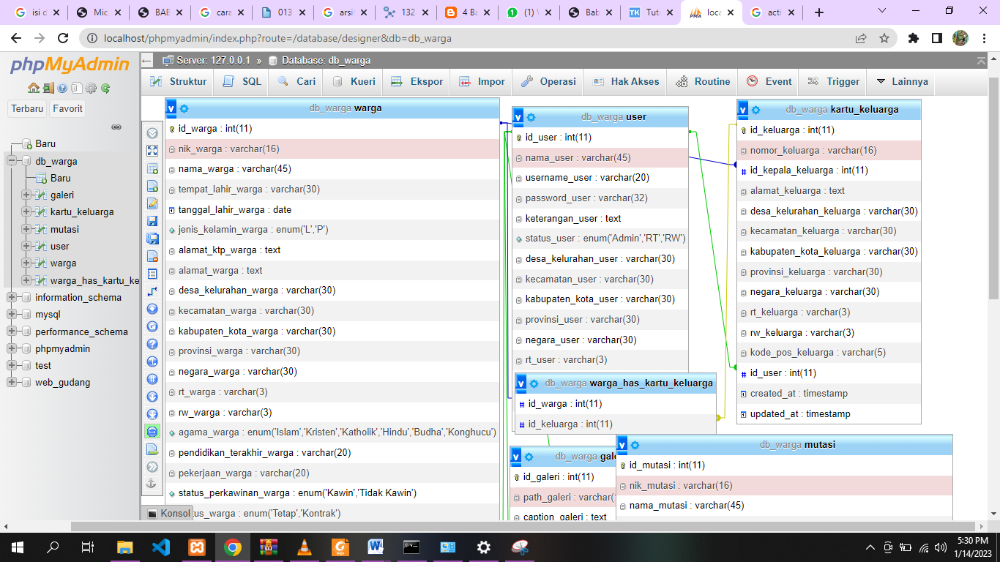 isi d
Mic
BAB
cara
013
arsi
132
4 Ba
(1) \
Bab
Tut
loca
acti
localhost/phpmyadmin/index.php?route=/database/designer&db=db_warga
phpMyAdmin
Terbaru
Favorit
Baru
db_warga
Baru
galeri
kartu_keluarga
mutasi
user
warga
warga_has_kartu_ke
information_schema
mysql
performance_schema
phpmyadmin
test
web_gudang
Server: 127.0.0.1 » Database: db_warga
Struktur SQL Cari Kueri Ekspor Impor Operasi Hak Akses Routine Event Trigger Lainnya
db_warga warga
id_warga : int(11)
nik_warga : varchar(16)
nama_warga : varchar(45)
tempat_lahir_warga : varchar(30)
tanggal_lahir_warga : date
jenis_kelamin_warga : enum('L','P')
alamat_ktp_warga : text
alamat_warga : text
desa_kelurahan_warga : varchar(30)
kecamatan_warga : varchar(30)
kabupaten_kota_warga : varchar(30)
provinsi_warga : varchar(30)
negara_warga : varchar(30)
rt_warga : varchar(3)
rw_warga : varchar(3)
agama_warga : enum('Islam','Kristen','Katholik','Hindu','Budha','Konghucu')
pendidikan_terakhir_warga : varchar(20)
pekerjaan_warga : varchar(20)
status_perkawinan_warga : enum('Kawin','Tidak Kawin')
tus_warga : enum('Tetap','Kontrak')
Konsol
db_warga user
id_user : int(11)
nama_user : varchar(45)
username_user : varchar(20)
password_user : varchar(32)
keterangan_user : text
status_user : enum('Admin','RT','RW')
desa_kelurahan_user : varchar(30)
kecamatan_user : varchar(30)
kabupaten_kota_user : varchar(30)
provinsi_user : varchar(30)
negara_user : varchar(30)
rt_user : varchar(3)
db_warga warga_has_kartu_keluarga
id_warga : int(11)
id_keluarga : int(11)
db_warga gale
id_galeri : int(11)
path_galeri : varchar(
caption_galeri : text
db_warga kartu_keluarga
id_keluarga : int(11)
nomor_keluarga : varchar(16)
id_kepala_keluarga : int(11)
alamat_keluarga : text
desa_kelurahan_keluarga : varchar(30)
kecamatan_keluarga : varchar(30)
kabupaten_kota_keluarga : varchar(30)
provinsi_keluarga : varchar(30)
negara_keluarga : varchar(30)
rt_keluarga : varchar(3)
rw_keluarga : varchar(3)
kode_pos_keluarga : varchar(5)
id_user : int(11)
created_at : timestamp
updated_at : timestamp
db_warga mutasi
id_mutasi : int(11)
nik_mutasi : varchar(16)
nama_mutasi : varchar(45)
5:30 PM
1/14/2023